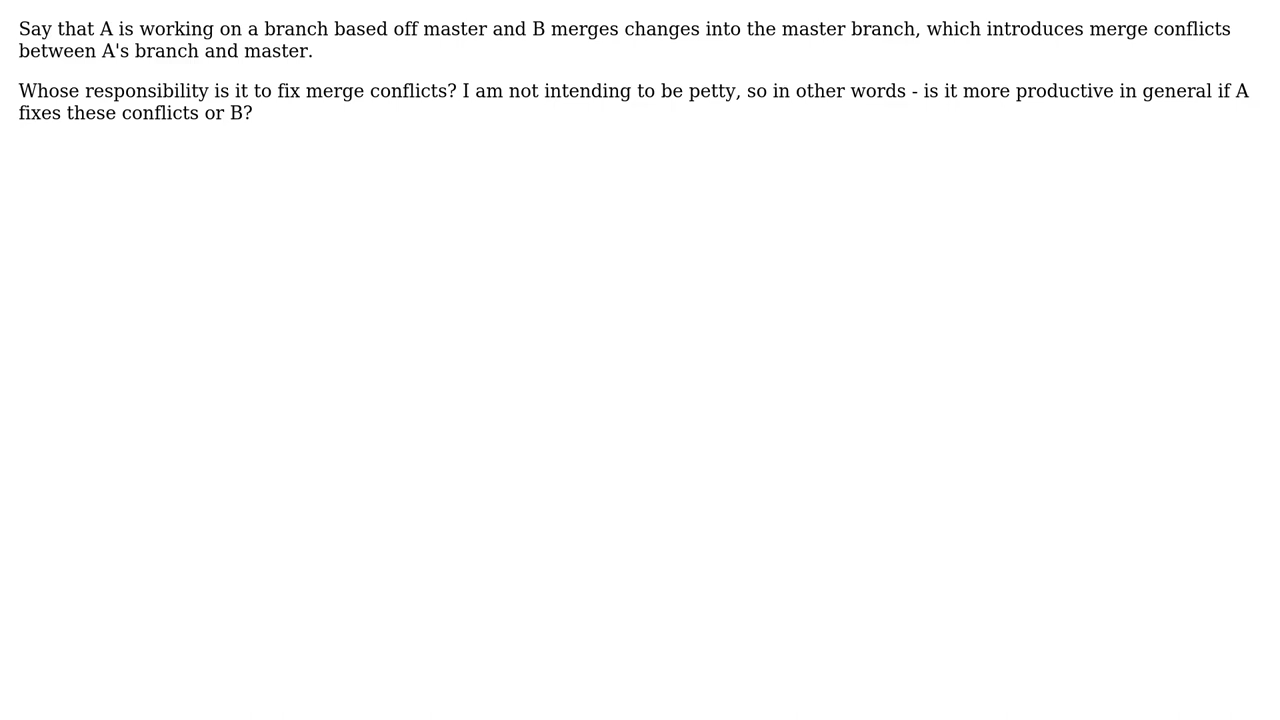 Say that A is working on a branch based off master and B merges changes into the master branch, which introduces merge conflicts
between A's branch and master.
Whose responsibility is it to fix merge conflicts? I am not intending to be petty, so in other words - is it more productive in general if A
fixes these conflicts or B?